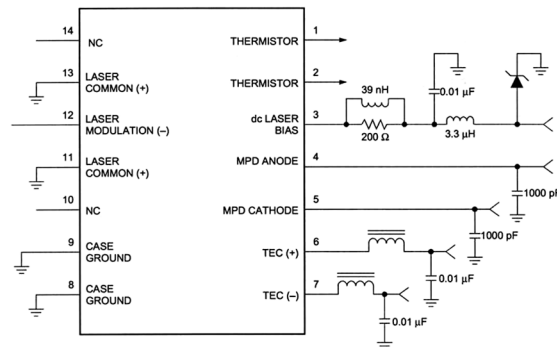 14
NC
13
LASER
COMMON (+)
12
LASER
MODULATION (–)
11
LASER
COMMON (+)
10
NC
9
CASE
GROUND
8
CASE
GROUND
1
THERMISTOR
2
THERMISTOR
3
dc LASER
BIAS
39 nH
200 Ω
0.01 µF
3.3 µH
4
MPD ANODE
1000 pF
5
MPD CATHODE
1000 pF
6
TEC (+)
0.01 µF
7
TEC (–)
0.01 µF